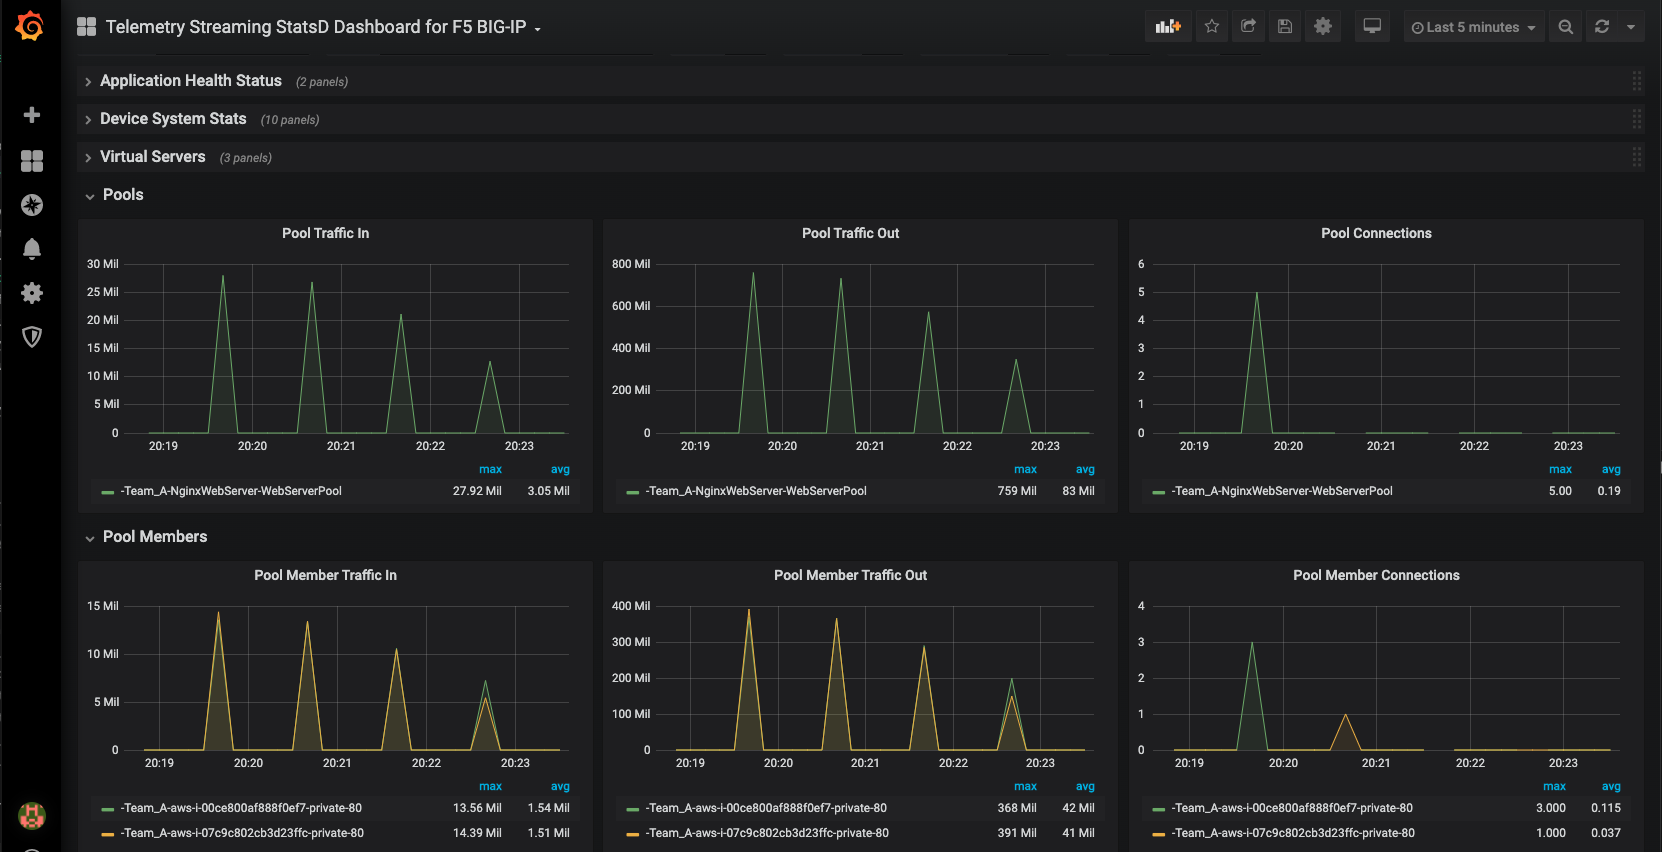 Telemetry Streaming StatsD Dashboard for F5 BIG-IP
Last 5 minutes
Application Health Status (2 panels)
Device System Stats (10 panels)
Virtual Servers (3 panels)
Pools
Pool Traffic In
30 Mil
25 Mil
20 Mil
15 Mil
10 Mil
5 Mil
0
20:19 20:20 20:21 20:22 20:23
max avg
-Team_A-NginxWebServer-WebServerPool 27.92 Mil 3.05 Mil
Pool Traffic Out
800 Mil
600 Mil
400 Mil
200 Mil
0
20:19 20:20 20:21 20:22 20:23
max avg
-Team_A-NginxWebServer-WebServerPool 759 Mil 83 Mil
Pool Connections
6
5
4
3
2
1
0
20:19 20:20 20:21 20:22 20:23
max avg
-Team_A-NginxWebServer-WebServerPool 5.00 0.19
Pool Members
Pool Member Traffic In
15 Mil
10 Mil
5 Mil
0
20:19 20:20 20:21 20:22 20:23
max avg
-Team_A-aws-i-00ce800af888f0ef7-private-80 13.56 Mil 1.54 Mil
-Team_A-aws-i-07c9c802cb3d23ffc-private-80 14.39 Mil 1.51 Mil
Pool Member Traffic Out
400 Mil
300 Mil
200 Mil
100 Mil
0
20:19 20:20 20:21 20:22 20:23
max avg
-Team_A-aws-i-00ce800af888f0ef7-private-80 368 Mil 42 Mil
-Team_A-aws-i-07c9c802cb3d23ffc-private-80 391 Mil 41 Mil
Pool Member Connections
4
3
2
1
0
20:19 20:20 20:21 20:22 20:23
max avg
-Team_A-aws-i-00ce800af888f0ef7-private-80 3.000 0.115
-Team_A-aws-i-07c9c802cb3d23ffc-private-80 1.000 0.037